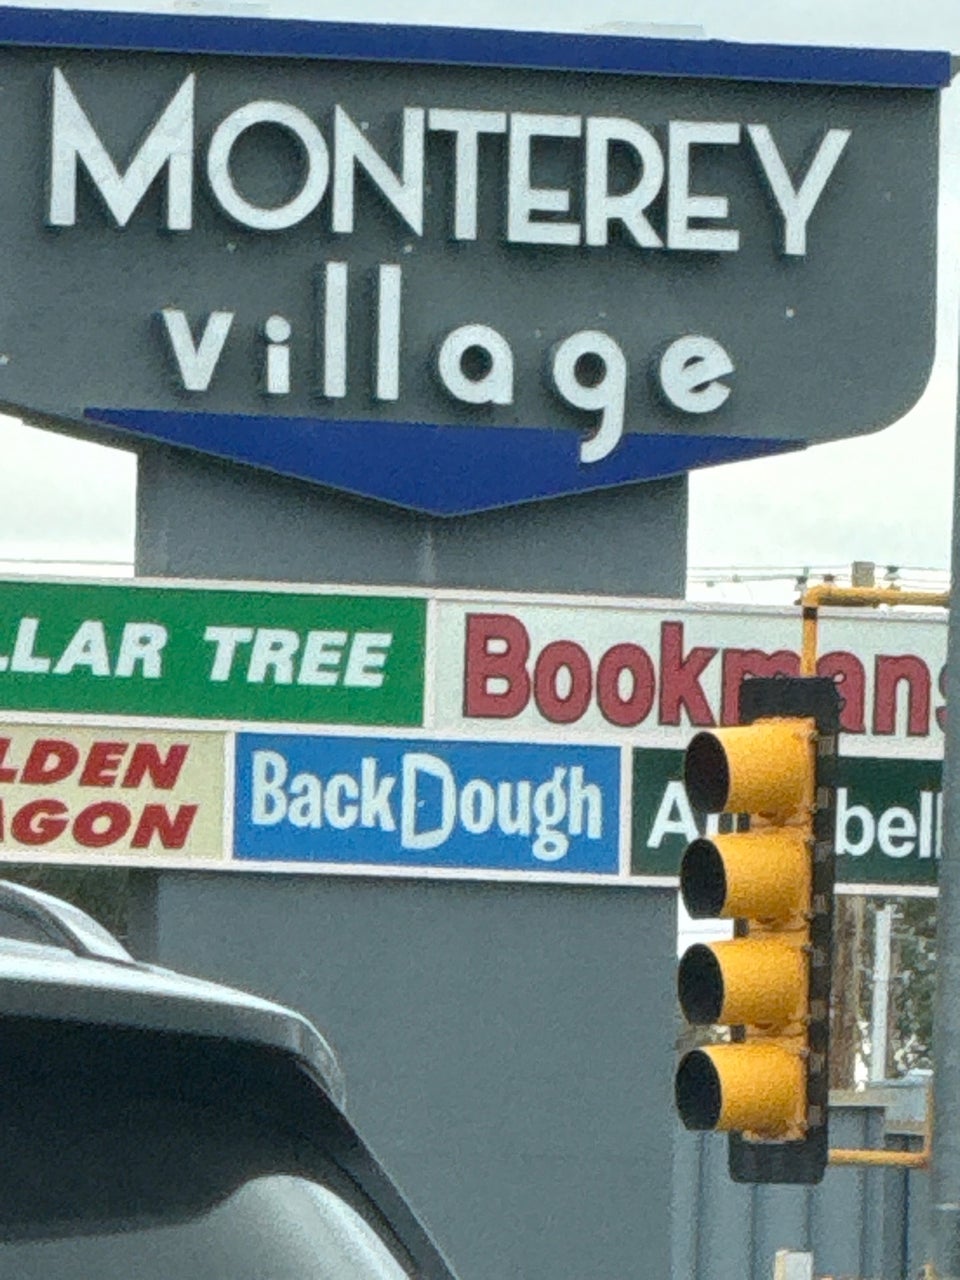 MONTEREY
village
LLAR TREE
Bookmans
LDEN
AGON
BackDough